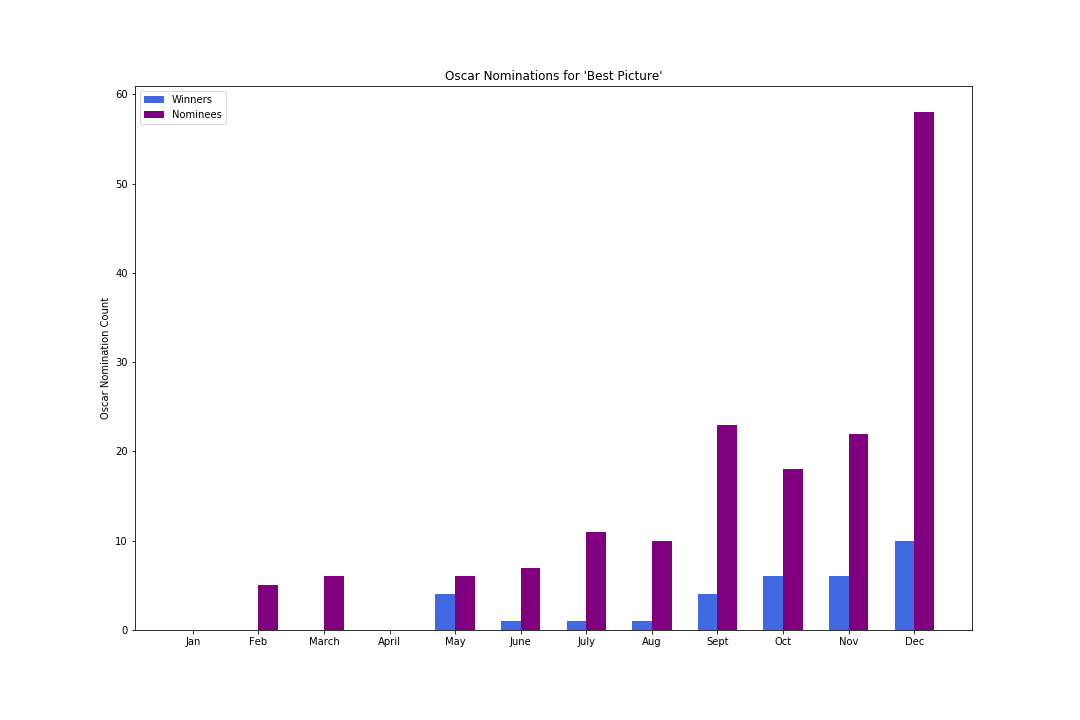 Oscar Nominations for 'Best Picture'
Winners
Nominees
Oscar Nomination Count
60
50
40
30
20
10
0
Jan Feb March April May June July Aug Sept Oct Nov Dec